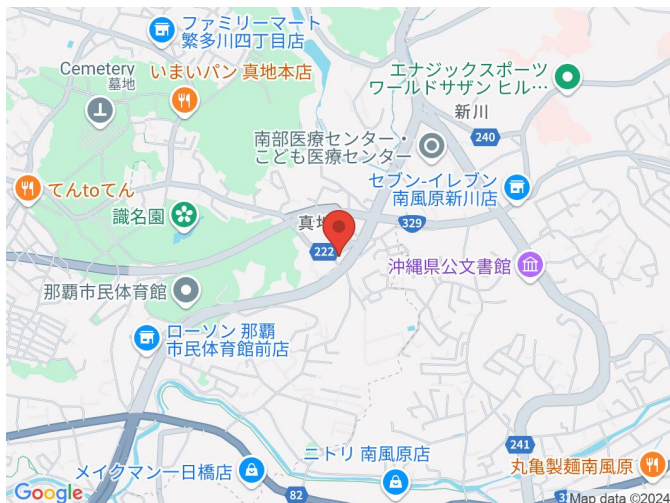 ファミリーマート
繁多川四丁目店
Cemetery
墓地
いまいパン 真地本店
エナジックスポーツ
ワールドサザン ヒル…
新川
240
南部医療センター・
こども医療センター
セブン-イレブン
南風原新川店
てんtoてん
識名園
真地
329
222
沖縄県公文書館
那覇市民体育館
ローソン 那覇
市民体育館前店
241
ニトリ 南風原店
丸亀製麺南風原
メイクマン一日橋店
82
Google
Map data ©2024